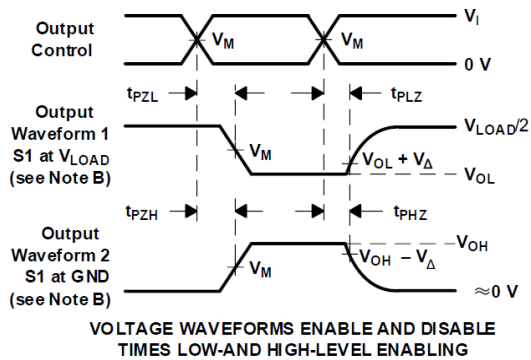 Output
Control
V_I
V_M
V_M
0 V
t_PZL
t_PLZ
Output
Waveform 1
S1 at V_LOAD
(see Note B)
V_LOAD/2
V_M
V_OL + V_Δ
V_OL
t_PZH
t_PHZ
Output
Waveform 2
S1 at GND
(see Note B)
V_OH
V_M
V_OH − V_Δ
≈0 V
VOLTAGE WAVEFORMS ENABLE AND DISABLE
TIMES LOW-AND HIGH-LEVEL ENABLING